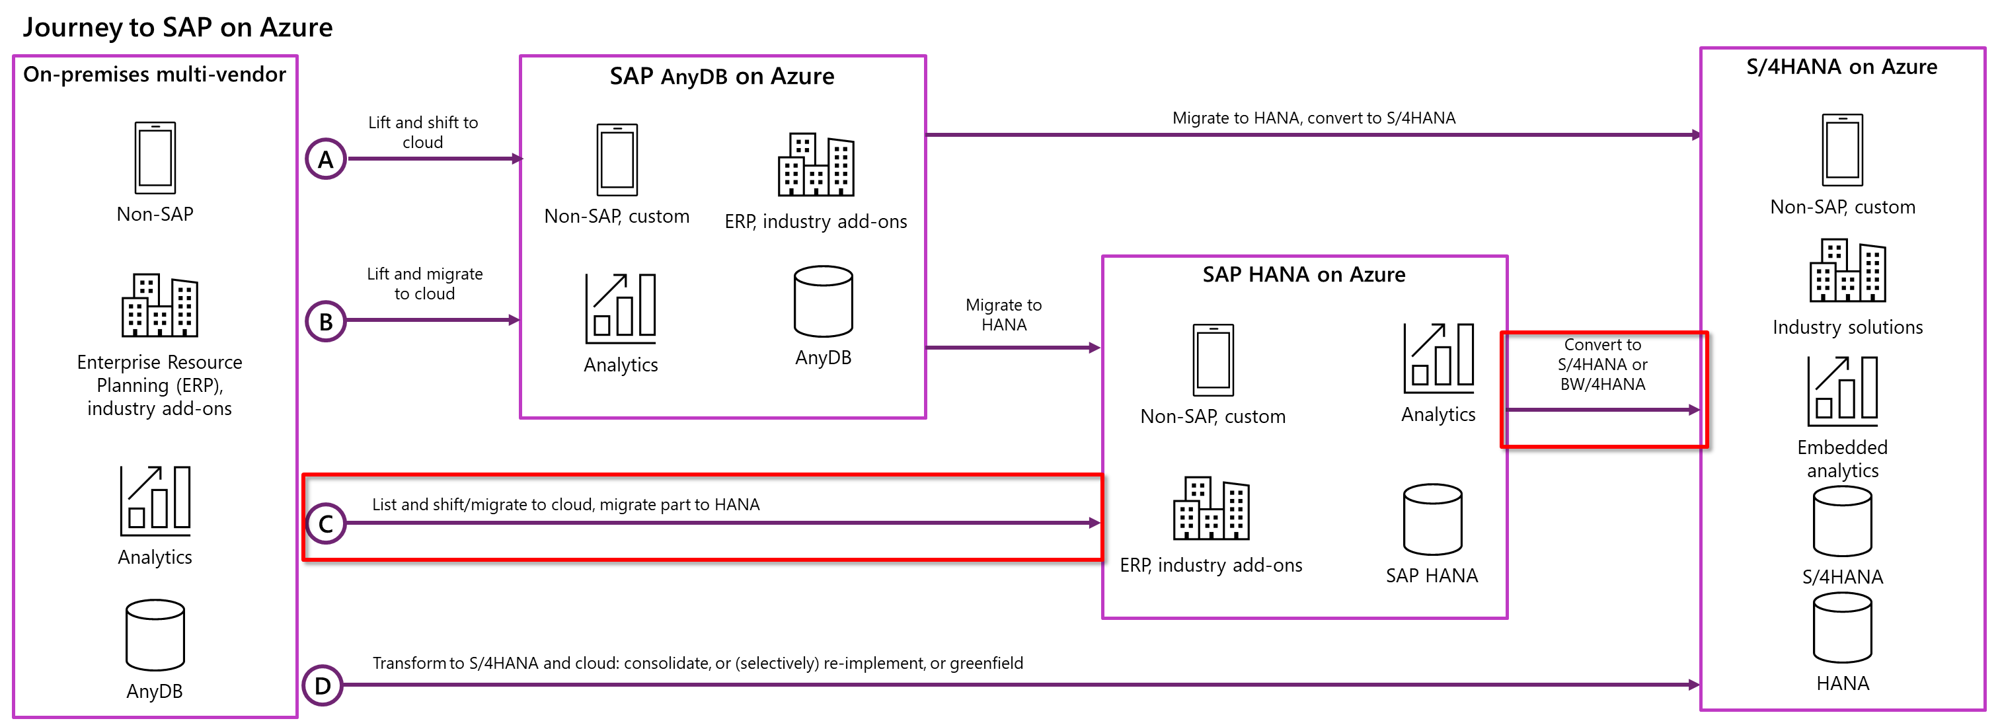 Journey to SAP on Azure
On-premises multi-vendor
Non-SAP
Enterprise Resource
Planning (ERP),
industry add-ons
Analytics
AnyDB
A
Lift and shift to
cloud
B
Lift and migrate
to cloud
C
List and shift/migrate to cloud, migrate part to HANA
D
Transform to S/4HANA and cloud: consolidate, or (selectively) re-implement, or greenfield
SAP AnyDB on Azure
Non-SAP, custom
ERP, industry add-ons
Analytics
AnyDB
Migrate to HANA, convert to S/4HANA
Migrate to
HANA
SAP HANA on Azure
Non-SAP, custom
Analytics
ERP, industry add-ons
SAP HANA
Convert to
S/4HANA or
BW/4HANA
S/4HANA on Azure
Non-SAP, custom
Industry solutions
Embedded
analytics
S/4HANA
HANA